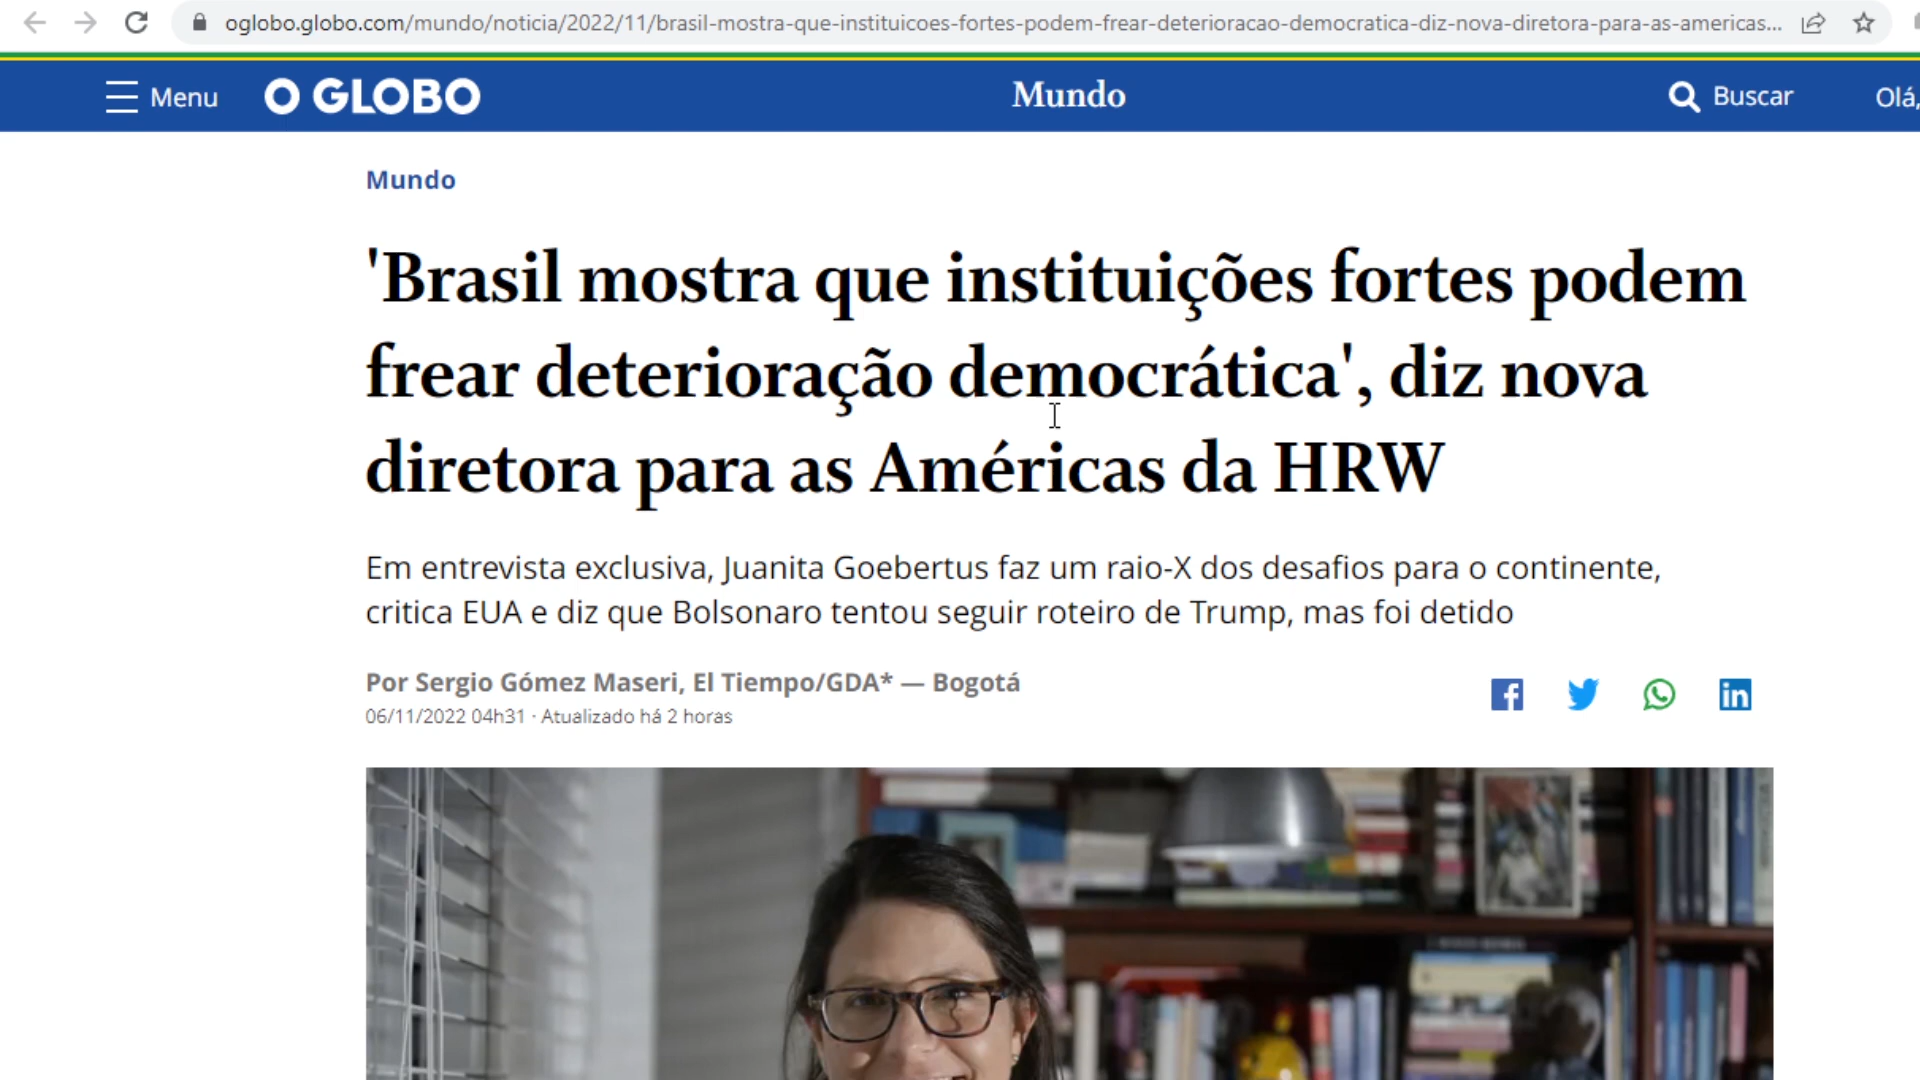 oglobo.globo.com/mundo/noticia/2022/11/brasil-mostra-que-instituicoes-fortes-podem-frear-deterioracao-democratica-diz-nova-diretora-para-as-americas...
Menu O GLOBO Mundo Buscar Olá,
Mundo
'Brasil mostra que instituições fortes podem
frear deterioração democrática', diz nova
diretora para as Américas da HRW
Em entrevista exclusiva, Juanita Goebertus faz um raio-X dos desafios para o continente,
critica EUA e diz que Bolsonaro tentou seguir roteiro de Trump, mas foi detido
Por Sergio Gómez Maseri, El Tiempo/GDA* — Bogotá
06/11/2022 04h31 · Atualizado há 2 horas